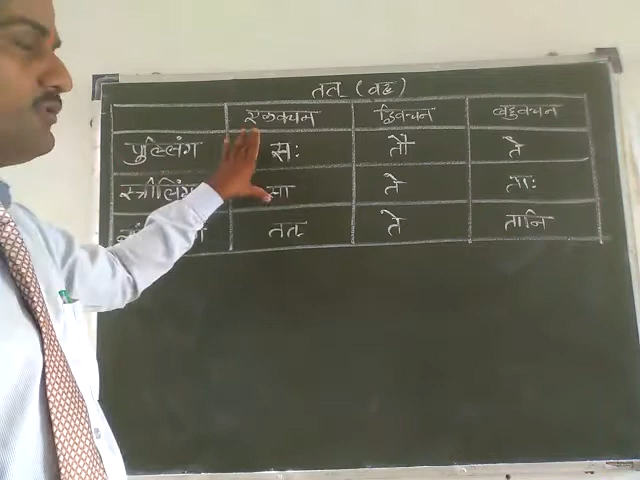 तत् (वह)
एकवचन द्विवचन बहुवचन
पुल्लिंग सः तौ ते
स्त्रीलिंग सा ते ताः
तत् ते तानि